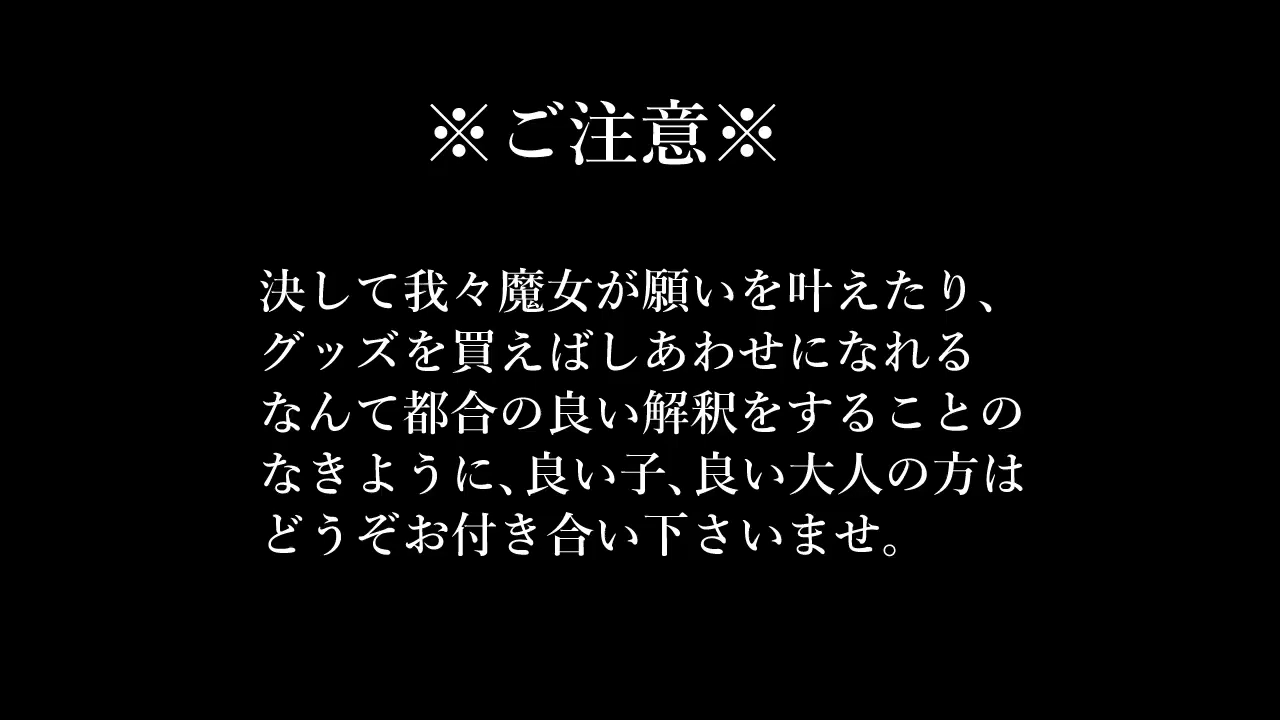 ※ご注意※
決して我々魔女が願いを叶えたり、
グッズを買えばしあわせになれる
なんて都合の良い解釈をすることの
なきように、良い子、良い大人の方は
どうぞお付き合い下さいませ。